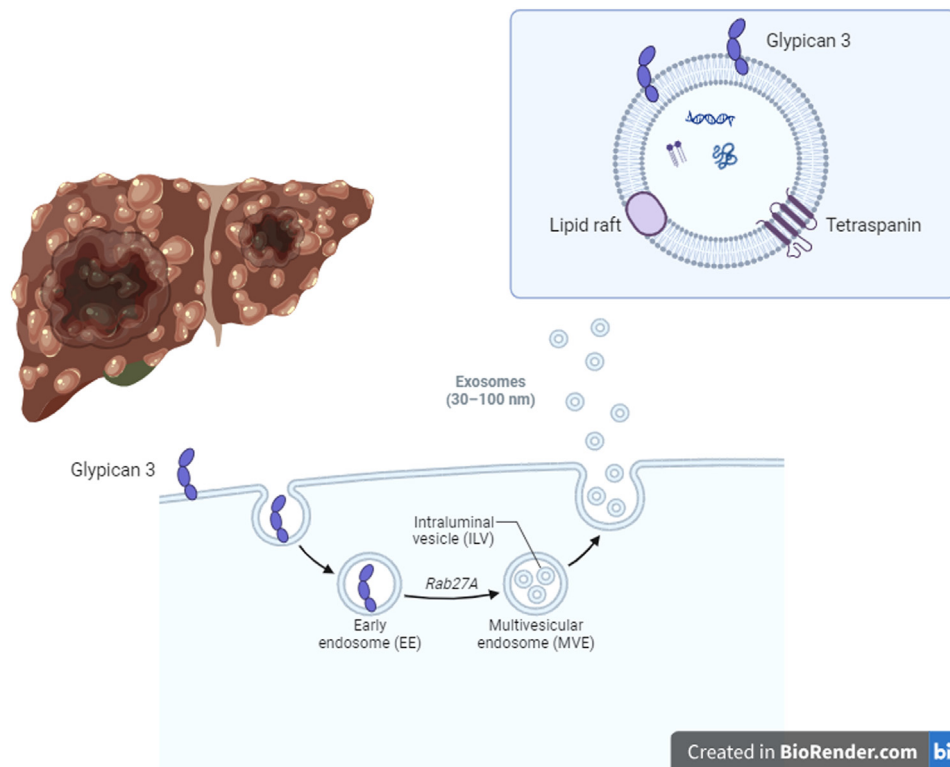 Glypican 3
Lipid raft
Tetraspanin
Exosomes
(30–100 nm)
Glypican 3
Intraluminal
vesicle (ILV)
Rab27A
Early
endosome (EE)
Multivesicular
endosome (MVE)
Created in BioRender.com
bi